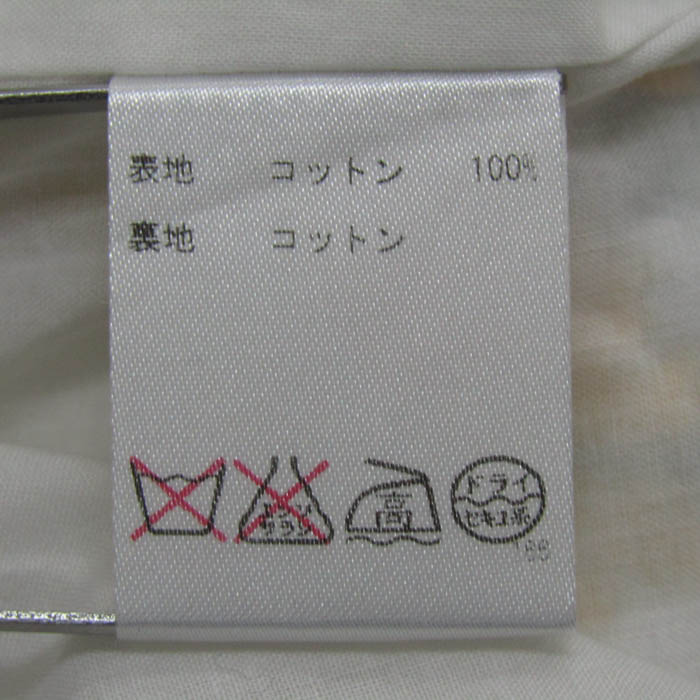 表地 コットン 100%
裏地 コットン
エンソ
サラシ
高
ドライ
セキユ系
'66